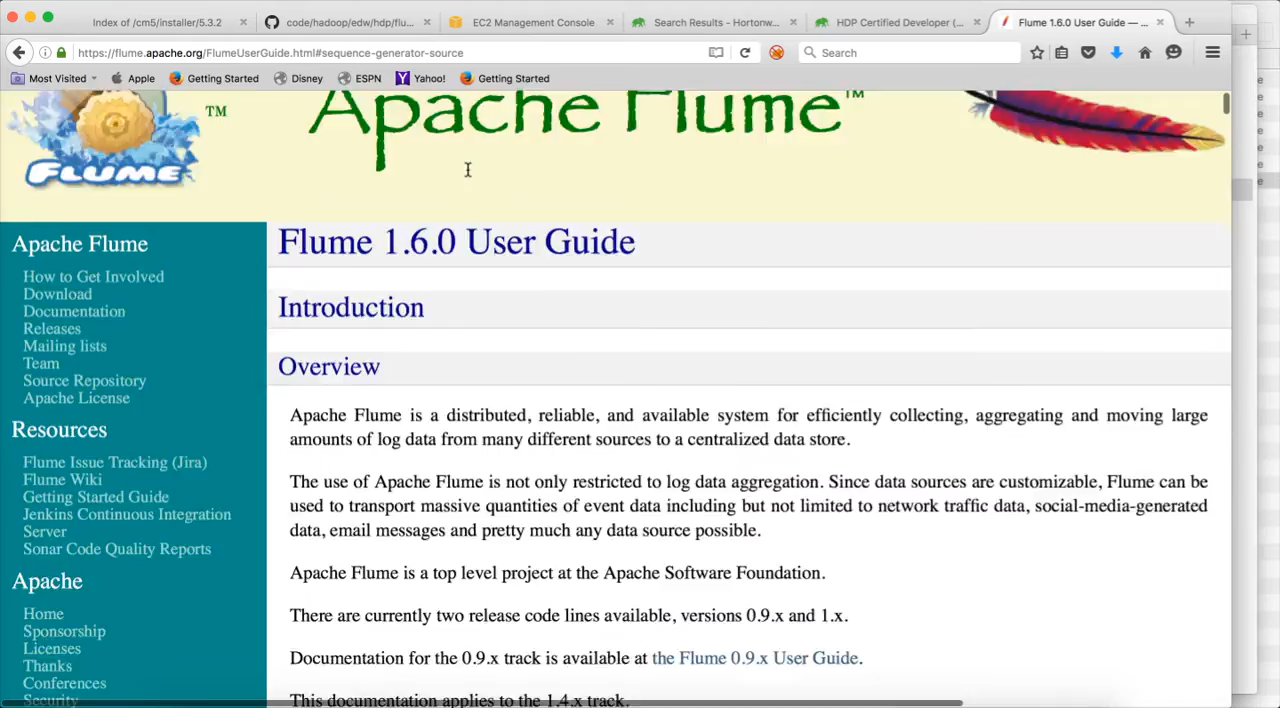 Index of /cm5/installer/5.3.2
code/hadoop/edw/hdp/flu...
EC2 Management Console
Search Results - Hortonw...
HDP Certified Developer (...
Flume 1.6.0 User Guide — ...
https://flume.apache.org/FlumeUserGuide.html#sequence-generator-source
Search
Most Visited
Apple
Getting Started
Disney
ESPN
Yahoo!
Getting Started
FLUME
TM
Apache Flume™
Apache Flume
How to Get Involved
Download
Documentation
Releases
Mailing lists
Team
Source Repository
Apache License
Resources
Flume Issue Tracking (Jira)
Flume Wiki
Getting Started Guide
Jenkins Continuous Integration
Server
Sonar Code Quality Reports
Apache
Home
Sponsorship
Licenses
Thanks
Conferences
Security
Flume 1.6.0 User Guide
Introduction
Overview
Apache Flume is a distributed, reliable, and available system for efficiently collecting, aggregating and moving large
amounts of log data from many different sources to a centralized data store.
The use of Apache Flume is not only restricted to log data aggregation. Since data sources are customizable, Flume can be
used to transport massive quantities of event data including but not limited to network traffic data, social-media-generated
data, email messages and pretty much any data source possible.
Apache Flume is a top level project at the Apache Software Foundation.
There are currently two release code lines available, versions 0.9.x and 1.x.
Documentation for the 0.9.x track is available at the Flume 0.9.x User Guide.
This documentation applies to the 1.4.x track.